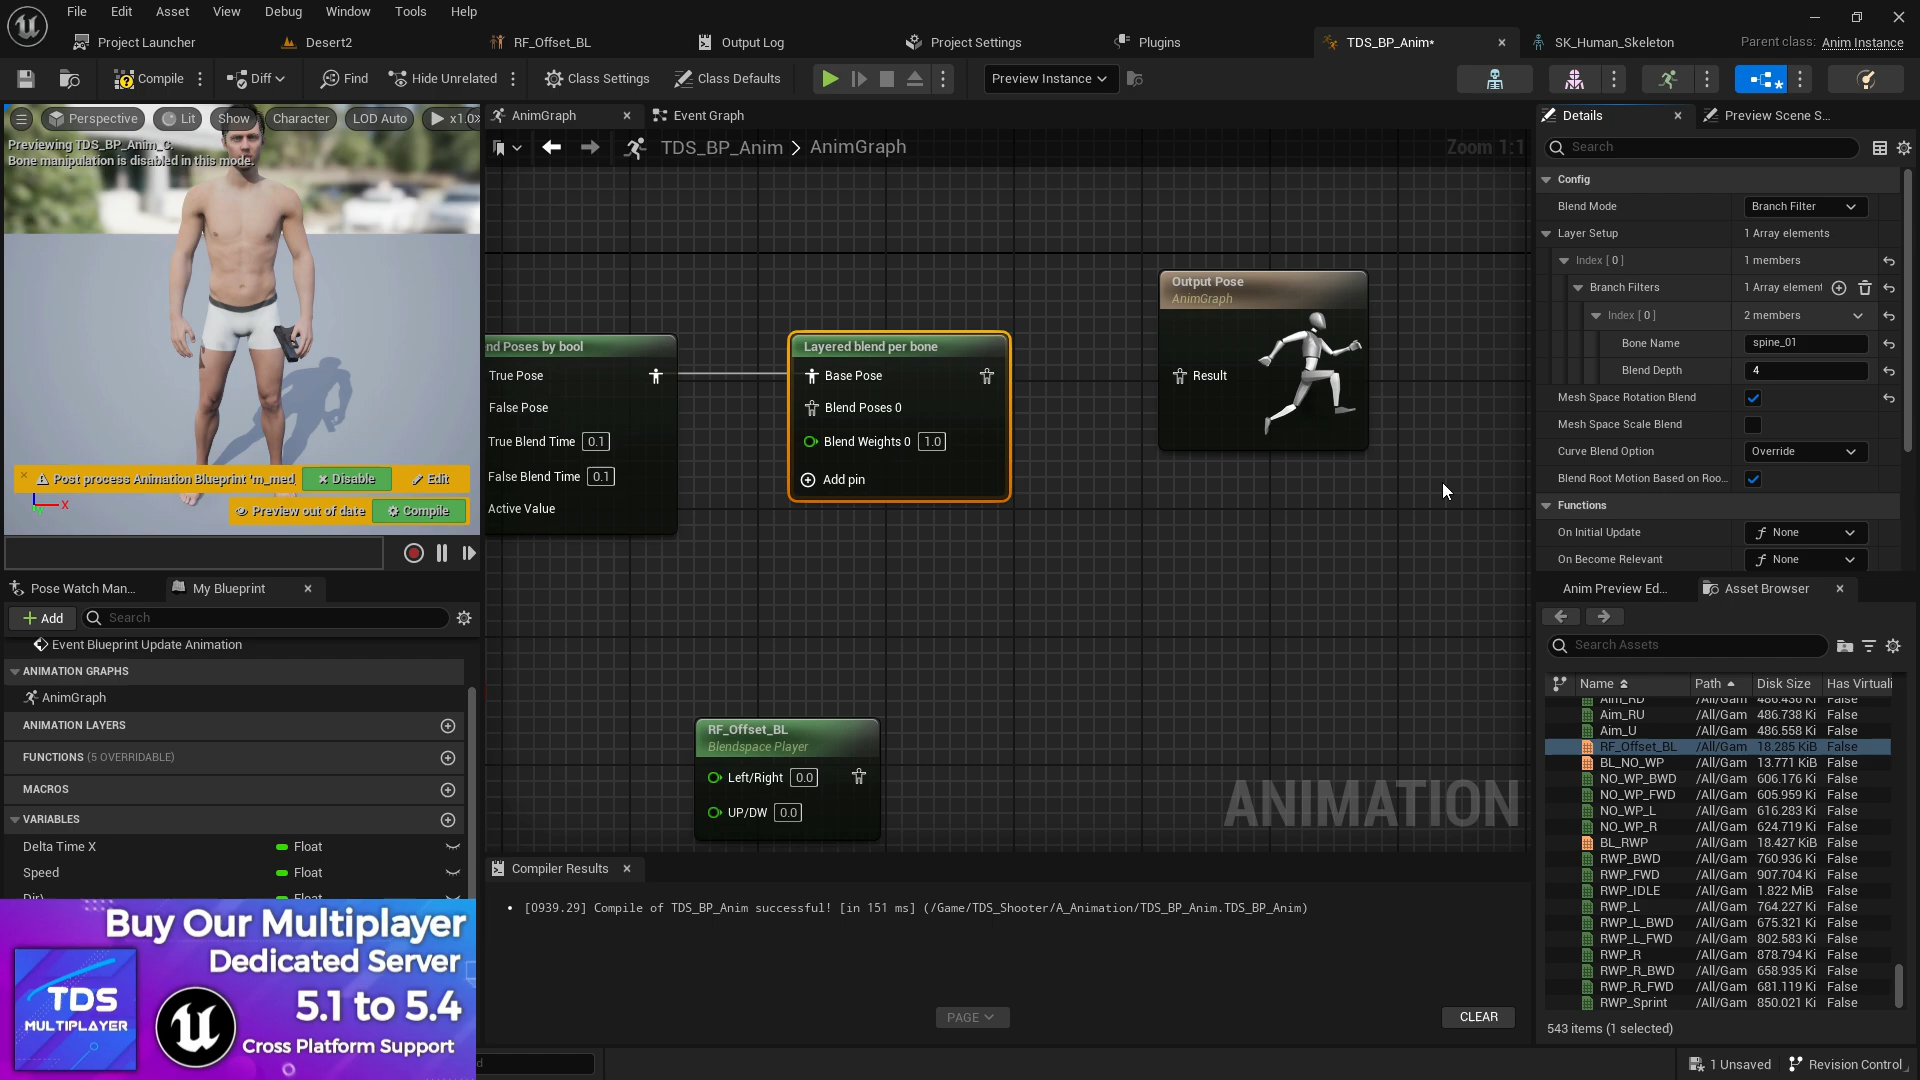 File Edit Asset View Debug Window Tools Help
Project Launcher Desert2 RF_Offset_BL Output Log Project Settings Plugins TDS_BP_Anim* SK_Human_Skeleton Parent class: Anim Instance
Compile Diff Find Hide Unrelated Class Settings Class Defaults Preview Instance
Perspective Lit Show Character LOD Auto x1.0
Previewing TDS_BP_Anim_C.
Bone manipulation is disabled in this mode.
Post process Animation Blueprint 'm_med Disable Edit
Preview out of date Compile
X
AnimGraph Event Graph
TDS_BP_Anim > AnimGraph Zoom 1:1
nd Poses by bool
True Pose
False Pose
True Blend Time 0.1
False Blend Time 0.1
Active Value
Layered blend per bone
Base Pose
Blend Poses 0
Blend Weights 0 1.0
Add pin
Output Pose
AnimGraph
Result
RF_Offset_BL
Blendspace Player
Left/Right 0.0
UP/DW 0.0
ANIMATION
Details Preview Scene S...
Search
Config
Blend Mode Branch Filter
Layer Setup 1 Array elements
Index [ 0 ] 1 members
Branch Filters 1 Array element
Index [ 0 ] 2 members
Bone Name spine_01
Blend Depth 4
Mesh Space Rotation Blend
Mesh Space Scale Blend
Curve Blend Option Override
Blend Root Motion Based on Roo...
Functions
On Initial Update None
On Become Relevant None
Pose Watch Man... My Blueprint
Add Search
Event Blueprint Update Animation
ANIMATION GRAPHS
AnimGraph
ANIMATION LAYERS
FUNCTIONS (5 OVERRIDABLE)
MACROS
VARIABLES
Delta Time X Float
Speed Float
Buy Our Multiplayer
Dedicated Server
5.1 to 5.4
Cross Platform Support
TDS
MULTIPLAYER
Compiler Results
[0939.29] Compile of TDS_BP_Anim successful! [in 151 ms] (/Game/TDS_Shooter/A_Animation/TDS_BP_Anim.TDS_BP_Anim)
PAGE CLEAR
Anim Preview Ed... Asset Browser
Search Assets
Name Path Disk Size Has Virtuali
Aim_RD /All/Gam 486.436 Ki False
Aim_RU /All/Gam 486.738 Ki False
Aim_U /All/Gam 486.558 Ki False
RF_Offset_BL /All/Gam 18.285 KiB False
BL_NO_WP /All/Gam 13.771 KiB False
NO_WP_BWD /All/Gam 606.176 Ki False
NO_WP_FWD /All/Gam 605.959 Ki False
NO_WP_L /All/Gam 616.283 Ki False
NO_WP_R /All/Gam 624.719 Ki False
BL_RWP /All/Gam 18.427 KiB False
RWP_BWD /All/Gam 760.936 Ki False
RWP_FWD /All/Gam 907.704 Ki False
RWP_IDLE /All/Gam 1.822 MiB False
RWP_L /All/Gam 764.227 Ki False
RWP_L_BWD /All/Gam 675.321 Ki False
RWP_L_FWD /All/Gam 802.583 Ki False
RWP_R /All/Gam 878.794 Ki False
RWP_R_BWD /All/Gam 658.935 Ki False
RWP_R_FWD /All/Gam 681.119 Ki False
RWP_Sprint /All/Gam 850.021 Ki False
543 items (1 selected)
1 Unsaved Revision Control